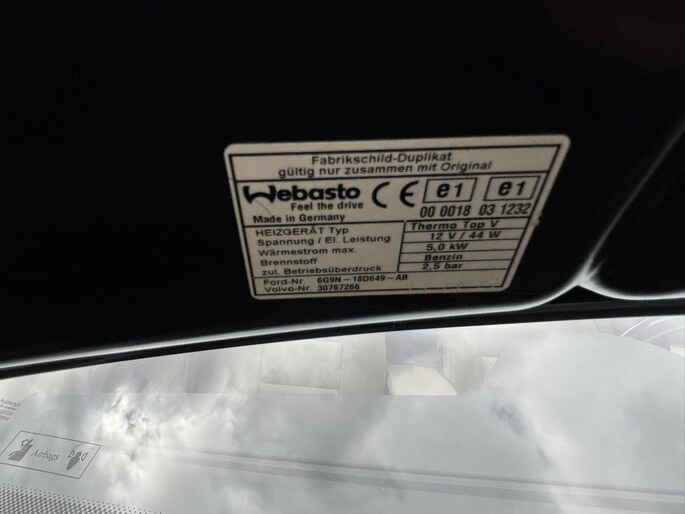 Fabrikschild-Duplikat
gültig nur zusammen mit Original
Webasto CE e1 e1
Feel the drive 00 0018 03 1232
Made in Germany
HEIZGERÄT Typ Thermo Top V
Spannung / El. Leistung 12 V / 44 W
Wärmestrom max. 5,0 kW
Brennstoff Benzin
zul. Betriebsüberdruck 2,5 bar
Ford-Nr. 6G9N-18D649-AB
Volvo-Nr. 30767266
Airbags